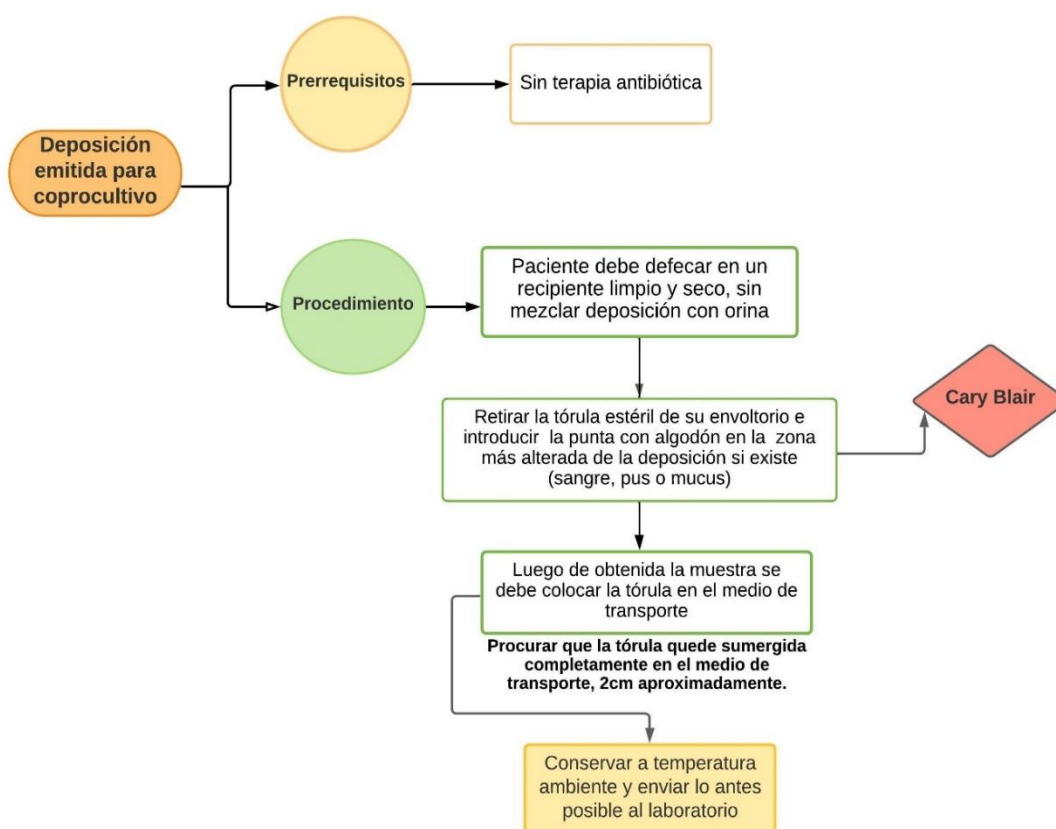 Prerrequisitos
Sin terapia antibiótica
Deposición
emitida para
coprocultivo
Procedimiento
Paciente debe defecar en un
recipiente limpio y seco, sin
mezclar deposición con orina
Cary Blair
Retirar la tórula estéril de su envoltorio e
introducir la punta con algodón en la zona
más alterada de la deposición si existe
(sangre, pus o mucus)
Luego de obtenida la muestra se
debe colocar la tórula en el medio de
transporte
Procurar que la tórula quede sumergida
completamente en el medio de
transporte, 2cm aproximadamente.
Conservar a temperatura
ambiente y enviar lo antes
posible al laboratorio